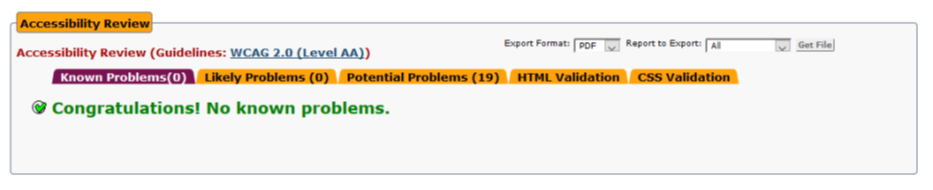 Accessibility Review
Accessibility Review (Guidelines: WCAG 2.0 (Level AA))
Export Format: PDF Report to Export: All Get File
Known Problems(0) Likely Problems (0) Potential Problems (19) HTML Validation CSS Validation
Congratulations! No known problems.